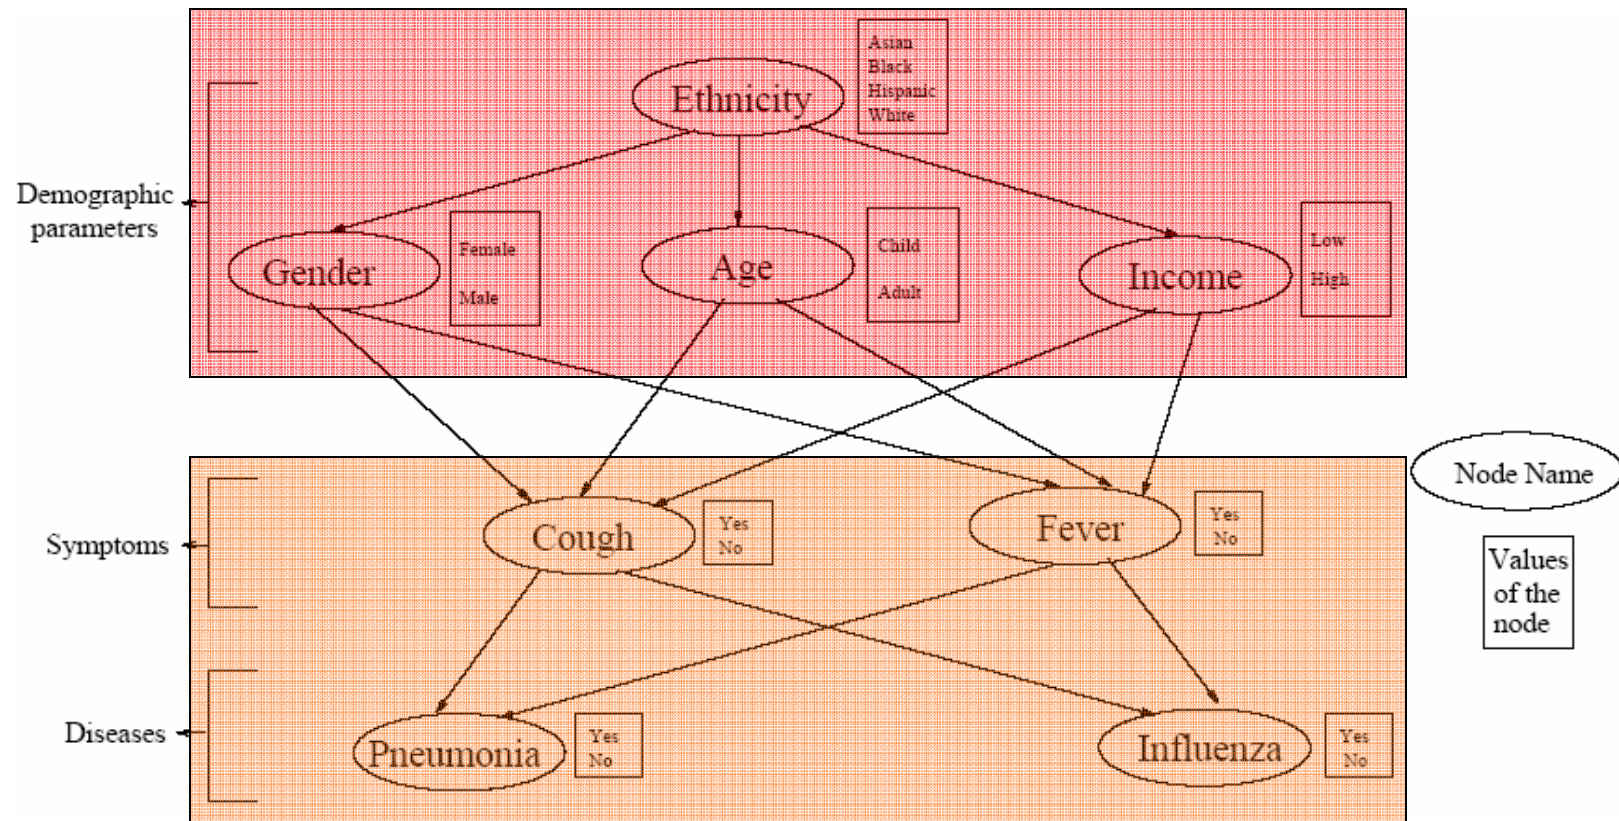 Asian
Black
Hispanic
White
Ethnicity
Demographic
parameters
Gender
Female
Male
Age
Child
Adult
Income
Low
High
Symptoms
Cough
Yes
No
Fever
Yes
No
Node Name
Values
of the
node
Diseases
Pneumonia
Yes
No
Influenza
Yes
No